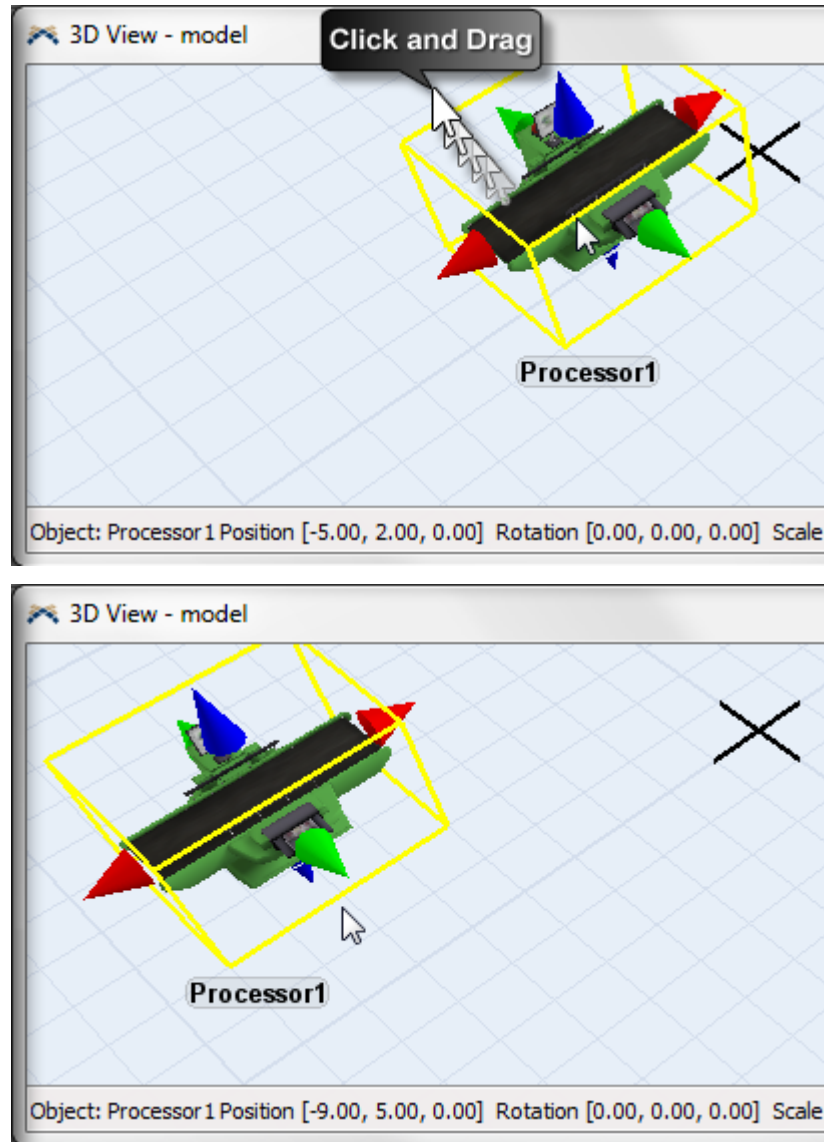 3D View - model
Click and Drag
Processor1
Object: Processor1 Position [-5.00, 2.00, 0.00] Rotation [0.00, 0.00, 0.00] Scale
3D View - model
Processor1
Object: Processor1 Position [-9.00, 5.00, 0.00] Rotation [0.00, 0.00, 0.00] Scale